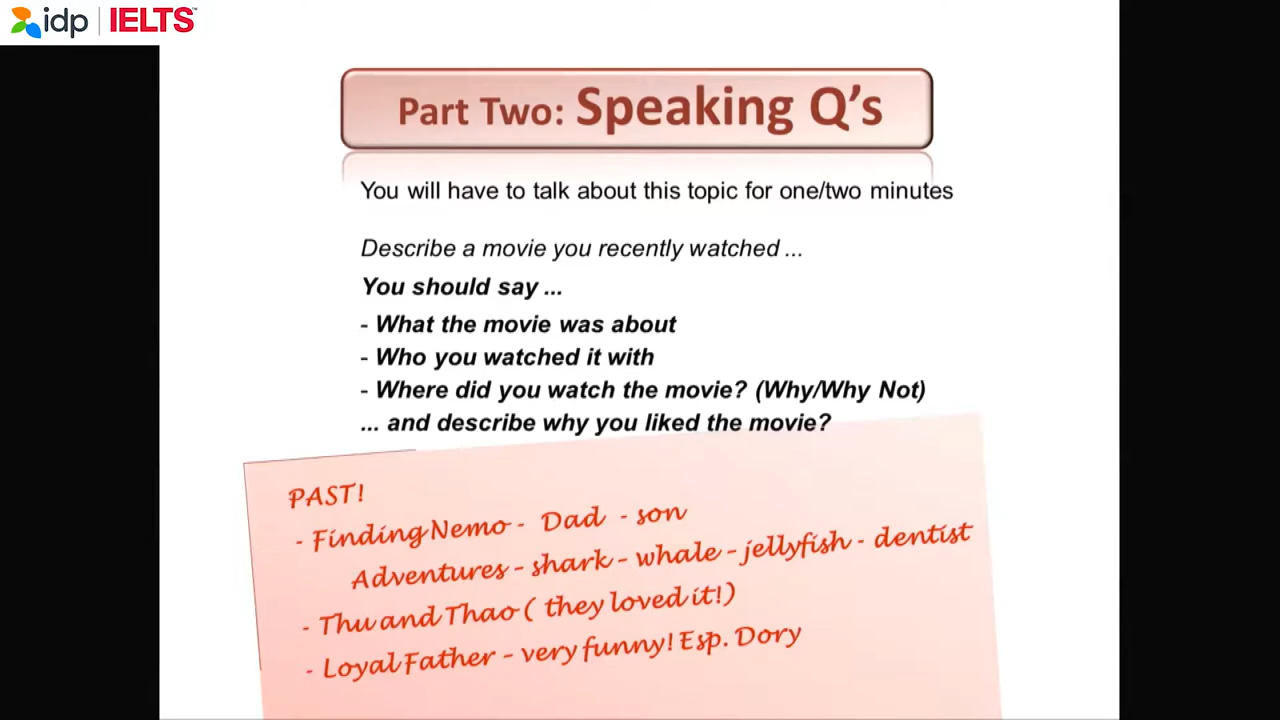 idp | IELTS™
Part Two: Speaking Q's
You will have to talk about this topic for one/two minutes
Describe a movie you recently watched ...
You should say ...
- What the movie was about
- Who you watched it with
- Where did you watch the movie? (Why/Why Not)
... and describe why you liked the movie?
PAST!
- Finding Nemo - Dad - son
Adventures - shark - whale - jellyfish - dentist
- Thu and Thao ( they loved it!)
- Loyal Father - very funny! Esp. Dory